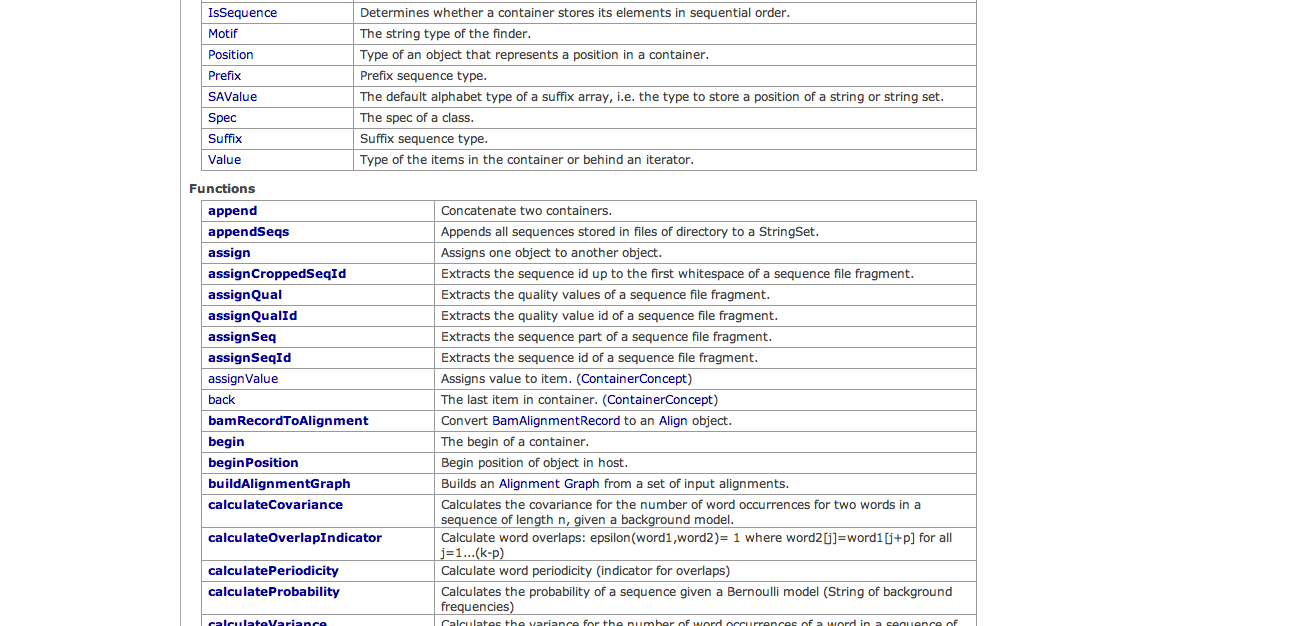 IsSequence Determines whether a container stores its elements in sequential order.
Motif The string type of the finder.
Position Type of an object that represents a position in a container.
Prefix Prefix sequence type.
SAValue The default alphabet type of a suffix array, i.e. the type to store a position of a string or string set.
Spec The spec of a class.
Suffix Suffix sequence type.
Value Type of the items in the container or behind an iterator.
Functions
append Concatenate two containers.
appendSeqs Appends all sequences stored in files of directory to a StringSet.
assign Assigns one object to another object.
assignCroppedSeqId Extracts the sequence id up to the first whitespace of a sequence file fragment.
assignQual Extracts the quality values of a sequence file fragment.
assignQualId Extracts the quality value id of a sequence file fragment.
assignSeq Extracts the sequence part of a sequence file fragment.
assignSeqId Extracts the sequence id of a sequence file fragment.
assignValue Assigns value to item. (ContainerConcept)
back The last item in container. (ContainerConcept)
bamRecordToAlignment Convert BamAlignmentRecord to an Align object.
begin The begin of a container.
beginPosition Begin position of object in host.
buildAlignmentGraph Builds an Alignment Graph from a set of input alignments.
calculateCovariance Calculates the covariance for the number of word occurrences for two words in a
sequence of length n, given a background model.
calculateOverlapIndicator Calculate word overlaps: epsilon(word1,word2)= 1 where word2[j]=word1[j+p] for all
j=1...(k-p)
calculatePeriodicity Calculate word periodicity (indicator for overlaps)
calculateProbability Calculates the probability of a sequence given a Bernoulli model (String of background
frequencies)
calculateVariance Calculates the variance for the number of word occurrences of a word in a sequence of